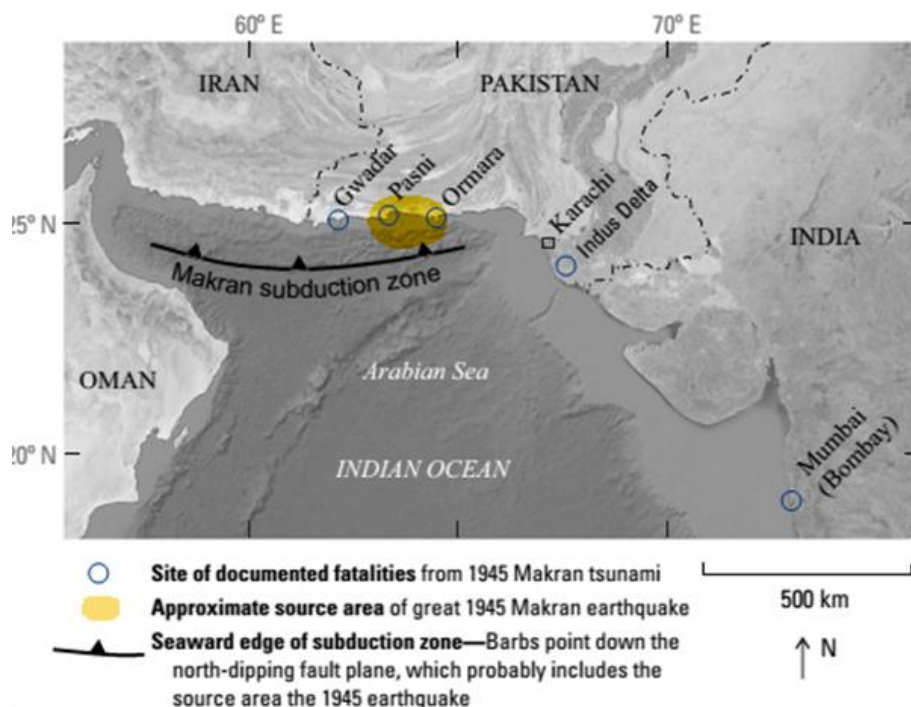 60° E
70° E
IRAN
PAKISTAN
Gwadar
Pasni
Ormara
Karachi
Indus Delta
25° N
INDIA
Makran subduction zone
Arabian Sea
OMAN
20° N
INDIAN OCEAN
Mumbai
(Bombay)
Site of documented fatalities from 1945 Makran tsunami
Approximate source area of great 1945 Makran earthquake
500 km
Seaward edge of subduction zone—Barbs point down the
N
north-dipping fault plane, which probably includes the
source area the 1945 earthquake